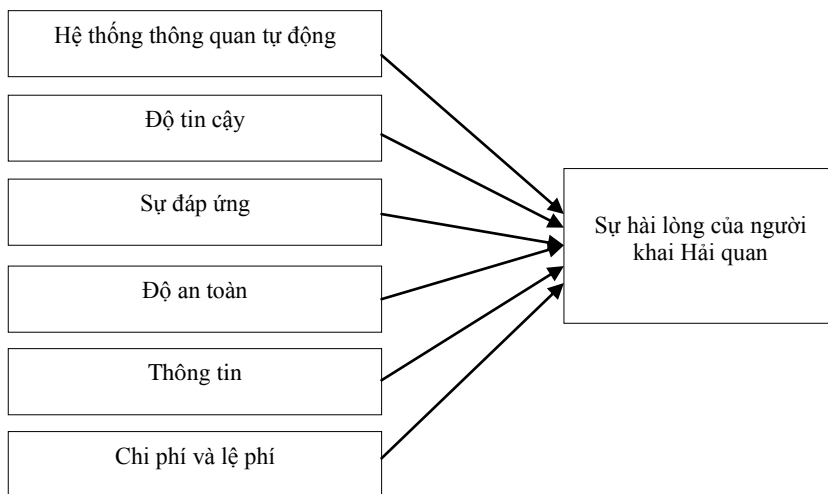 Hệ thống thông quan tự động
Độ tin cậy
Sự đáp ứng
Độ an toàn
Thông tin
Chi phí và lệ phí
Sự hài lòng của người
khai Hải quan